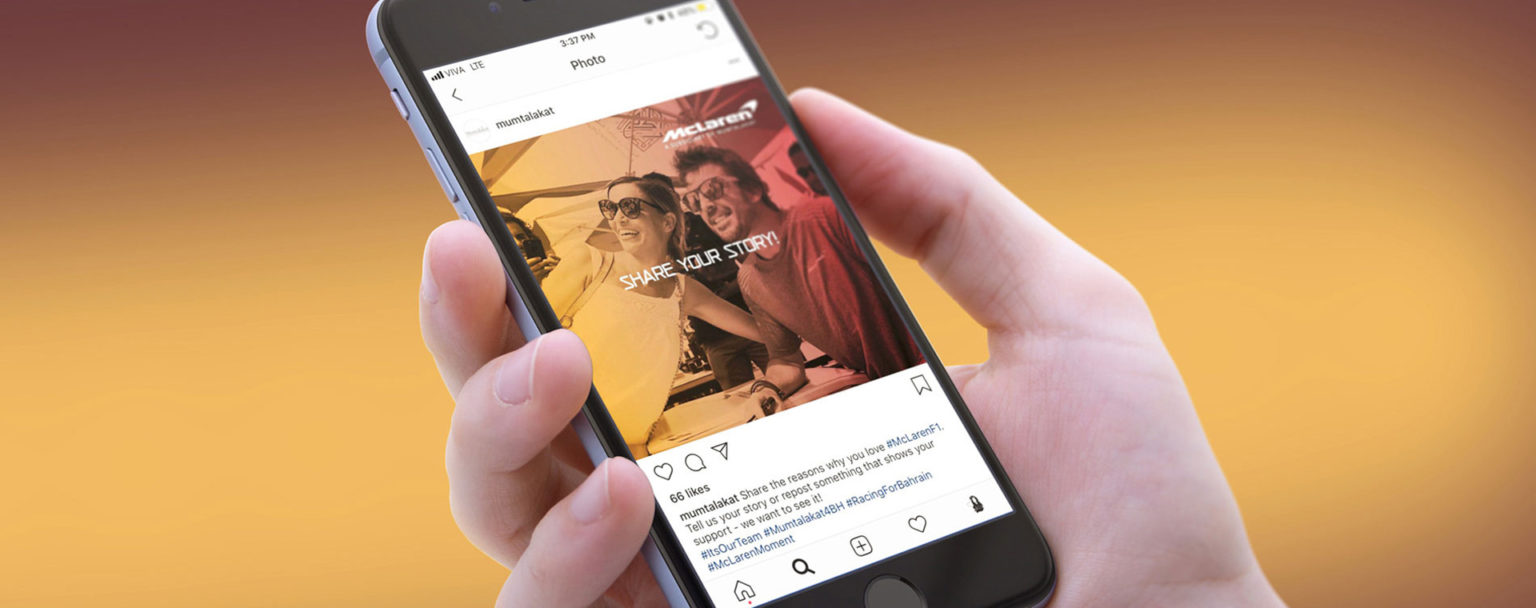 VIVA LTE
3:37 PM
Photo
mumtalakat
McLaren
SHARE YOUR STORY!
66 likes
mumtalakat Share the reasons why you love #McLarenF1.
Tell us your story or repost something that shows your
support - we want to see it!
#ItsOurTeam #Mumtalakat4BH #RacingForBahrain
#McLarenMoment